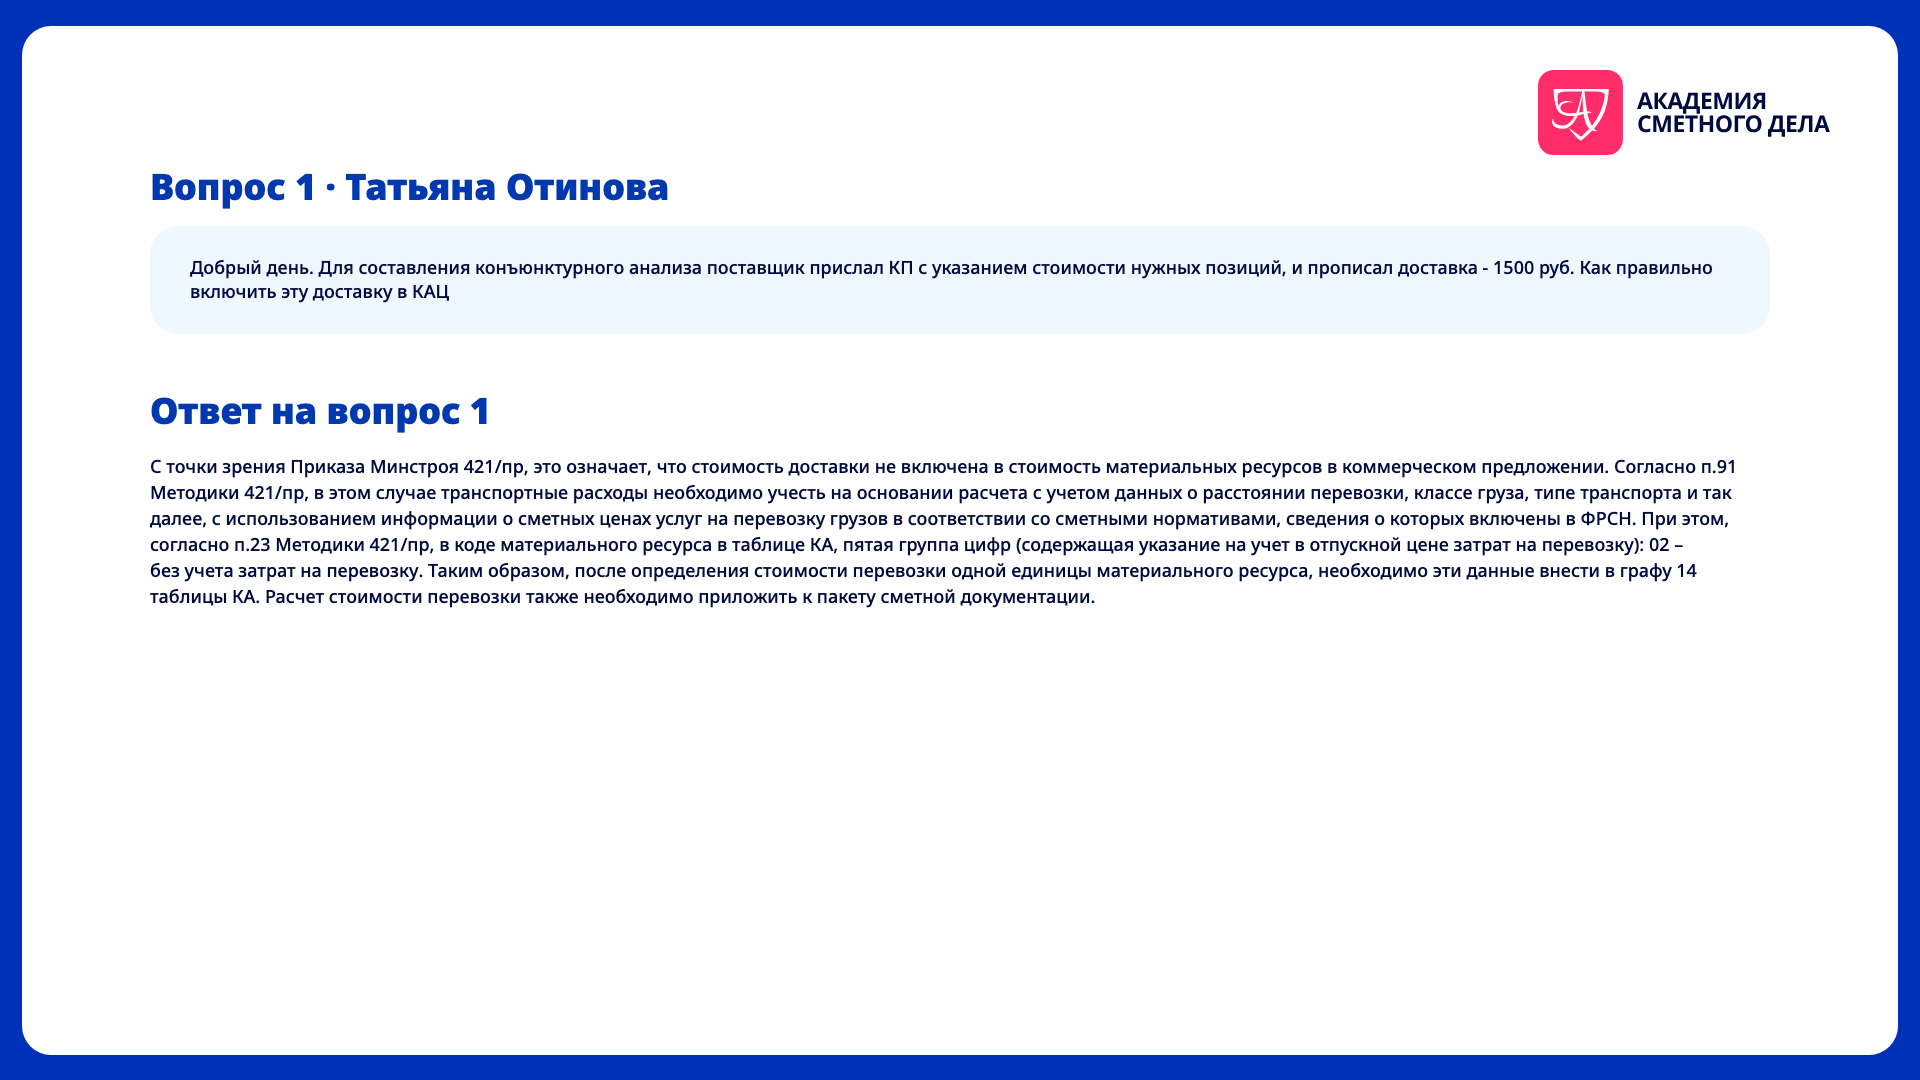 АКАДЕМИЯ
СМЕТНОГО ДЕЛА
Вопрос 1 · Татьяна Отинова
Добрый день. Для составления конъюнктурного анализа поставщик прислал КП с указанием стоимости нужных позиций, и прописал доставка - 1500 руб. Как правильно
включить эту доставку в КАЦ
Ответ на вопрос 1
С точки зрения Приказа Минстроя 421/пр, это означает, что стоимость доставки не включена в стоимость материальных ресурсов в коммерческом предложении. Согласно п.91
Методики 421/пр, в этом случае транспортные расходы необходимо учесть на основании расчета с учетом данных о расстоянии перевозки, классе груза, типе транспорта и так
далее, с использованием информации о сметных ценах услуг на перевозку грузов в соответствии со сметными нормативами, сведения о которых включены в ФРСН. При этом,
согласно п.23 Методики 421/пр, в коде материального ресурса в таблице КА, пятая группа цифр (содержащая указание на учет в отпускной цене затрат на перевозку): 02 –
без учета затрат на перевозку. Таким образом, после определения стоимости перевозки одной единицы материального ресурса, необходимо эти данные внести в графу 14
таблицы КА. Расчет стоимости перевозки также необходимо приложить к пакету сметной документации.